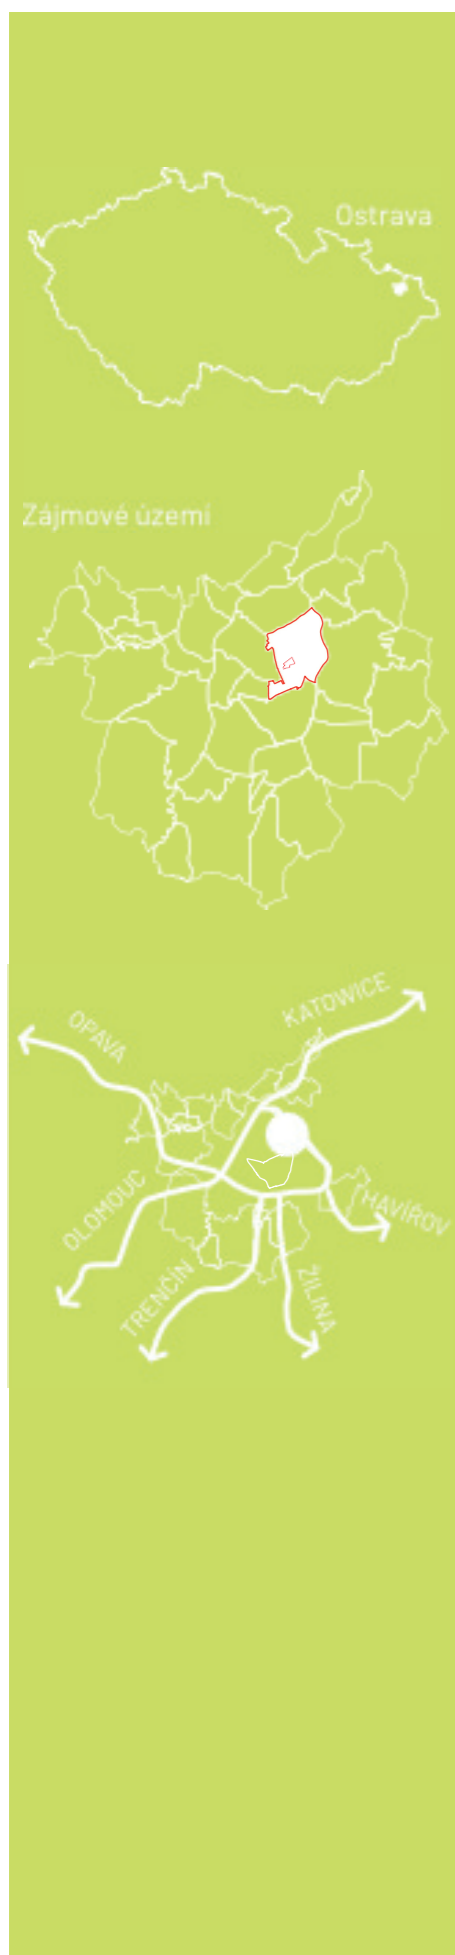 Ostrava
Zájmové území
KATOWICE
OPAVA
OLOMOUC
HAVÍŘOV
TRENČÍN
ŽILINA